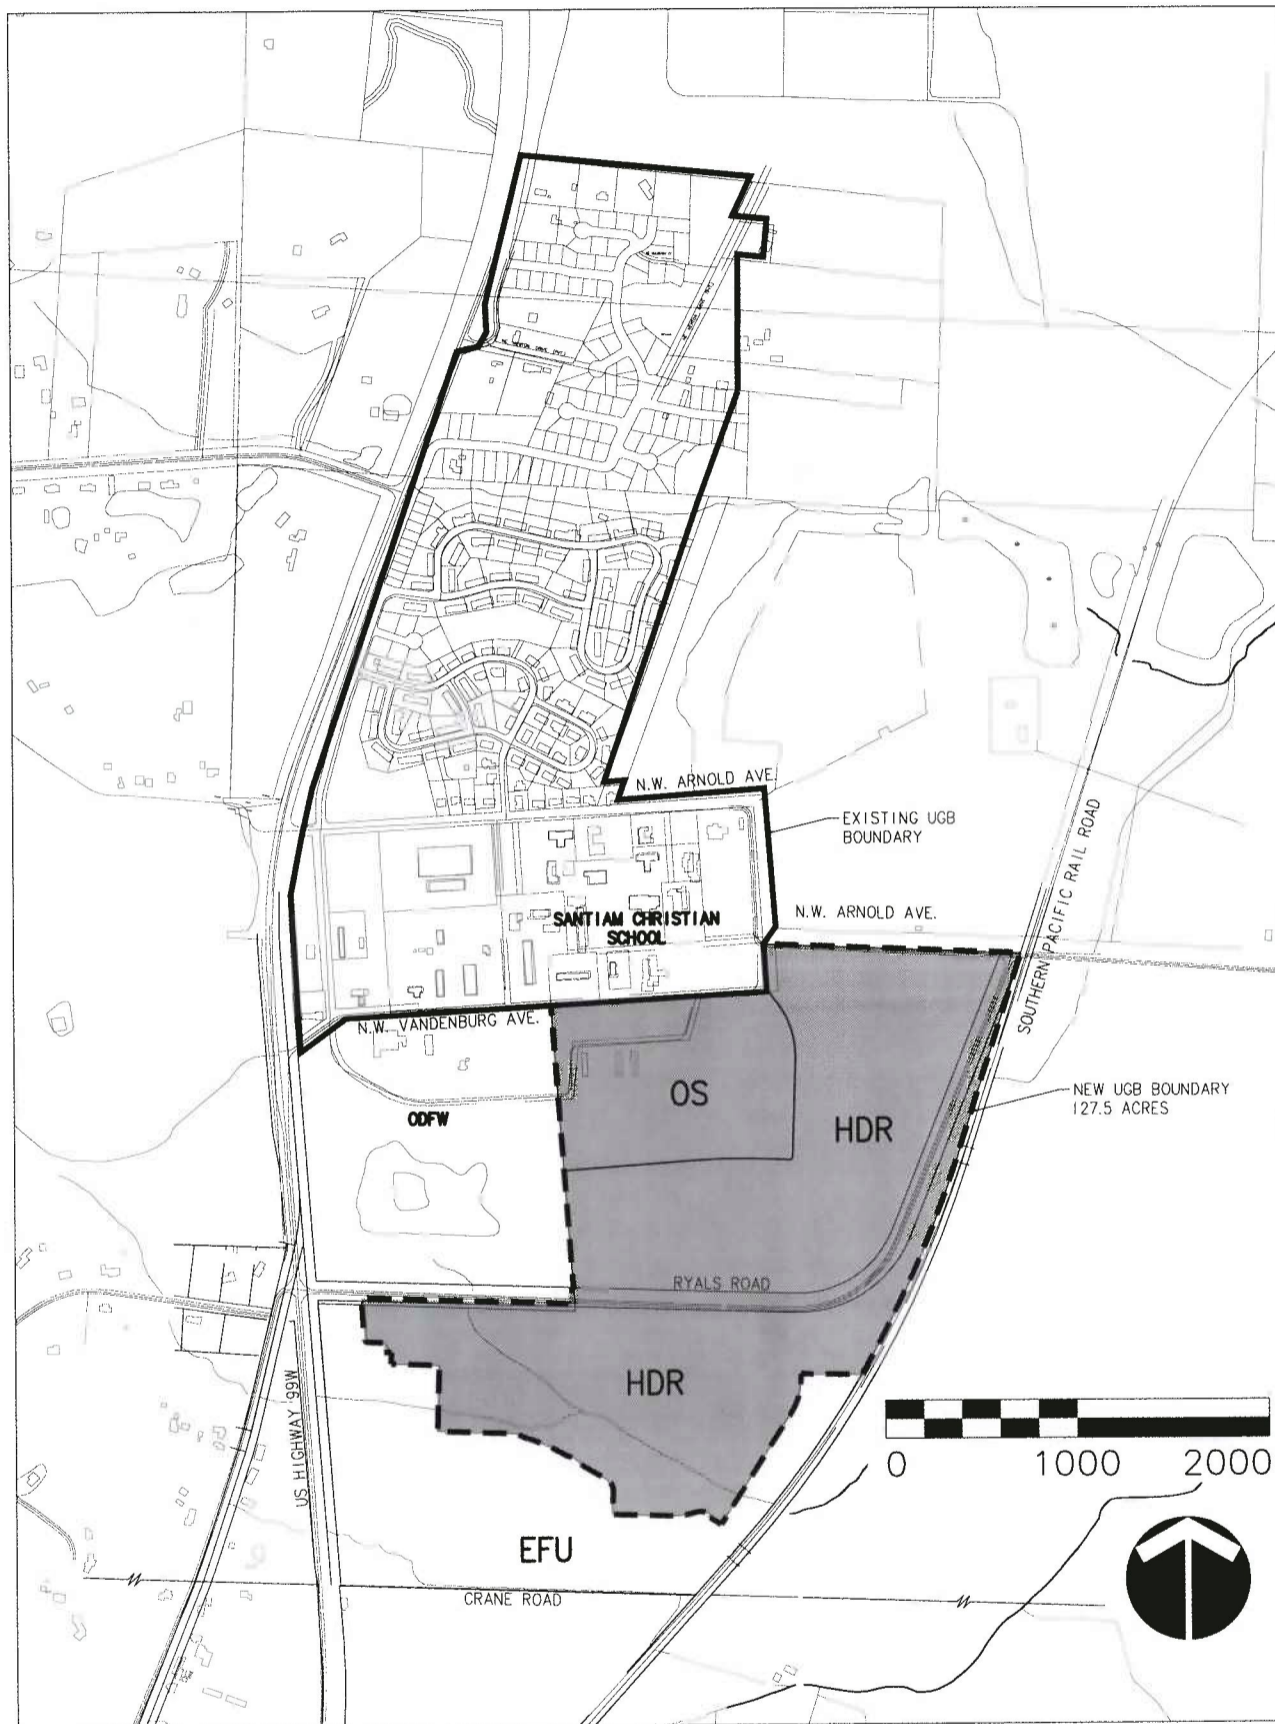 N.W. ARNOLD AVE.
EXISTING UGB
BOUNDARY
SOUTHERN PACIFIC RAIL ROAD
N.W. ARNOLD AVE.
SANTIAM CHRISTIAN
SCHOOL
N.W. VANDENBURG AVE.
OS
NEW UGB BOUNDARY
127.5 ACRES
ODFW
HDR
RYALS ROAD
US HIGHWAY 99W
HDR
0 1000 2000
EFU
CRANE ROAD